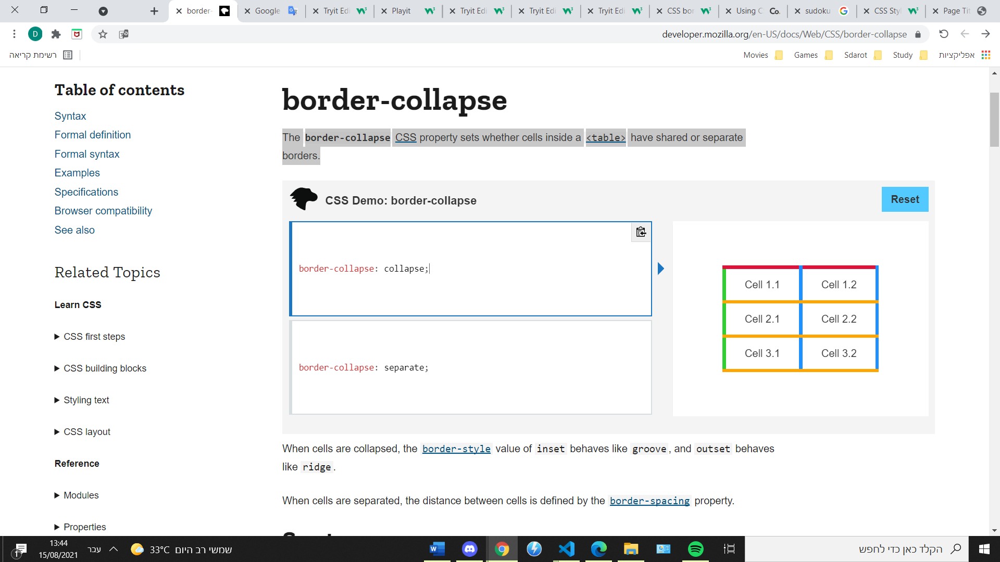 border-
Google
Tryit Edi
Playit
Tryit Edi
Tryit Edi
Tryit Edi
CSS bor
Using C
Co.
sudoku
CSS Sty
Page Tit
D
developer.mozilla.org/en-US/docs/Web/CSS/border-collapse
רשימת קריאה
Movies
Games
Sdarot
Study
אפליקציות
Table of contents
Syntax
Formal definition
Formal syntax
Examples
Specifications
Browser compatibility
See also
Related Topics
Learn CSS
CSS first steps
CSS building blocks
Styling text
CSS layout
Reference
Modules
Properties
border-collapse
The border-collapse CSS property sets whether cells inside a <table> have shared or separate
borders.
CSS Demo: border-collapse
Reset
border-collapse: collapse;
border-collapse: separate;
Cell 1.1 Cell 1.2
Cell 2.1 Cell 2.2
Cell 3.1 Cell 3.2
When cells are collapsed, the border-style value of inset behaves like groove, and outset behaves
like ridge.
When cells are separated, the distance between cells is defined by the border-spacing property.
1
13:44
15/08/2021
עבר
33°C שמשי רב היום
הקלד כאן כדי לחפש